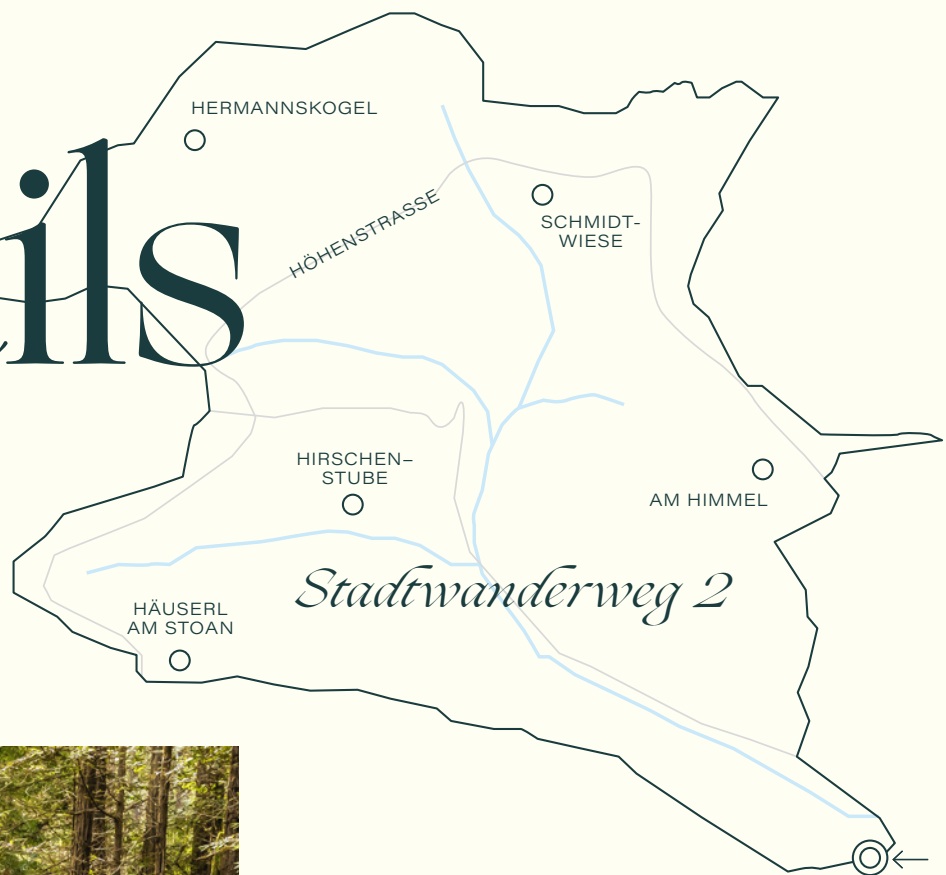 HERMANNSKOGEL
ils
HÖHENSTRASSE
SCHMIDT-
WIESE
HIRSCHEN–
STUBE
AM HIMMEL
Stadtwanderweg 2
HÄUSERL
AM STOAN